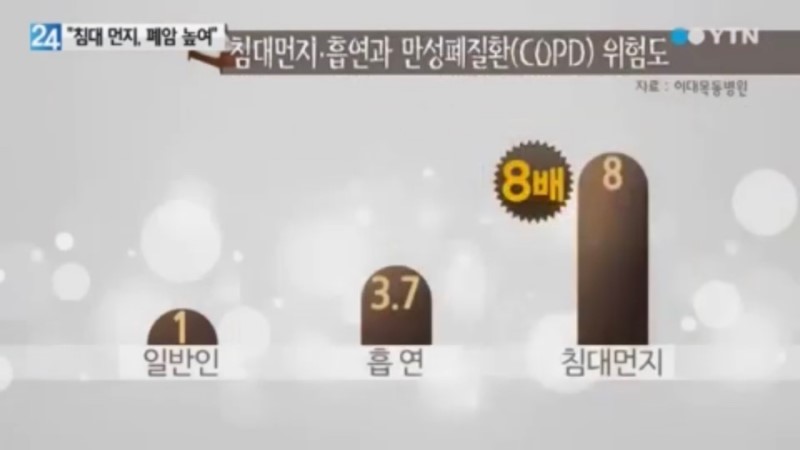 24 "침대 먼지, 폐암 높여"
YTN
침대먼지·흡연과 만성폐질환(COPD) 위험도
자료 : 이대목동병원
8배
8
3.7
1
일반인
흡연
침대먼지